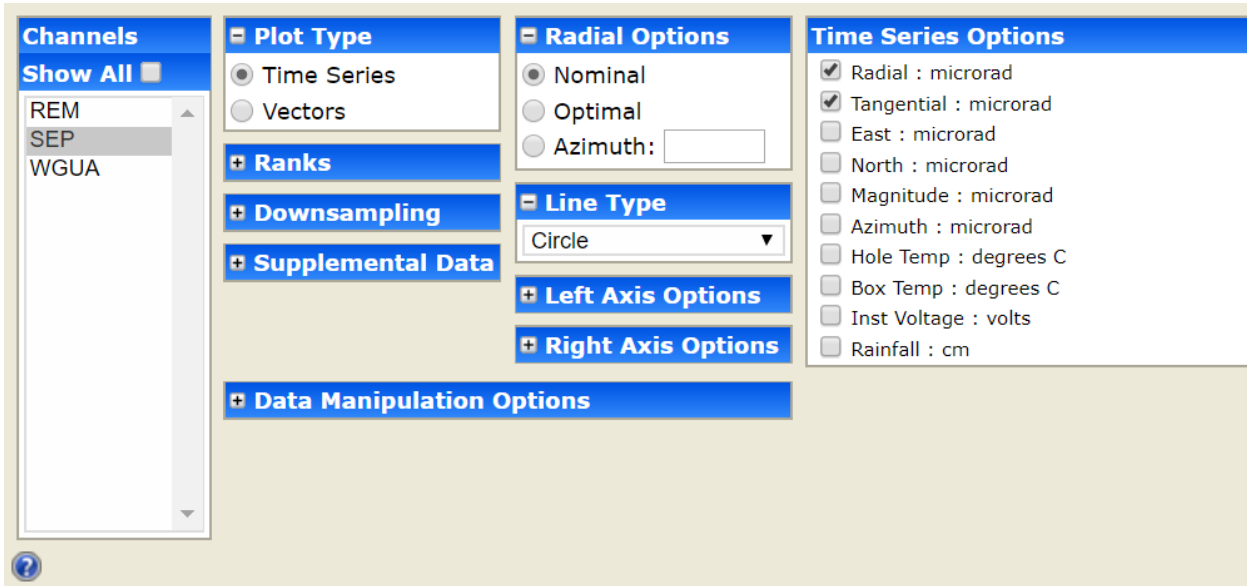 Channels
Show All
REM
SEP
WGUA
Plot Type
Time Series
Vectors
Ranks
Downsampling
Supplemental Data
Radial Options
Nominal
Optimal
Azimuth:
Line Type
Circle
Left Axis Options
Right Axis Options
Data Manipulation Options
Time Series Options
Radial : microrad
Tangential : microrad
East : microrad
North : microrad
Magnitude : microrad
Azimuth : microrad
Hole Temp : degrees C
Box Temp : degrees C
Inst Voltage : volts
Rainfall : cm
?